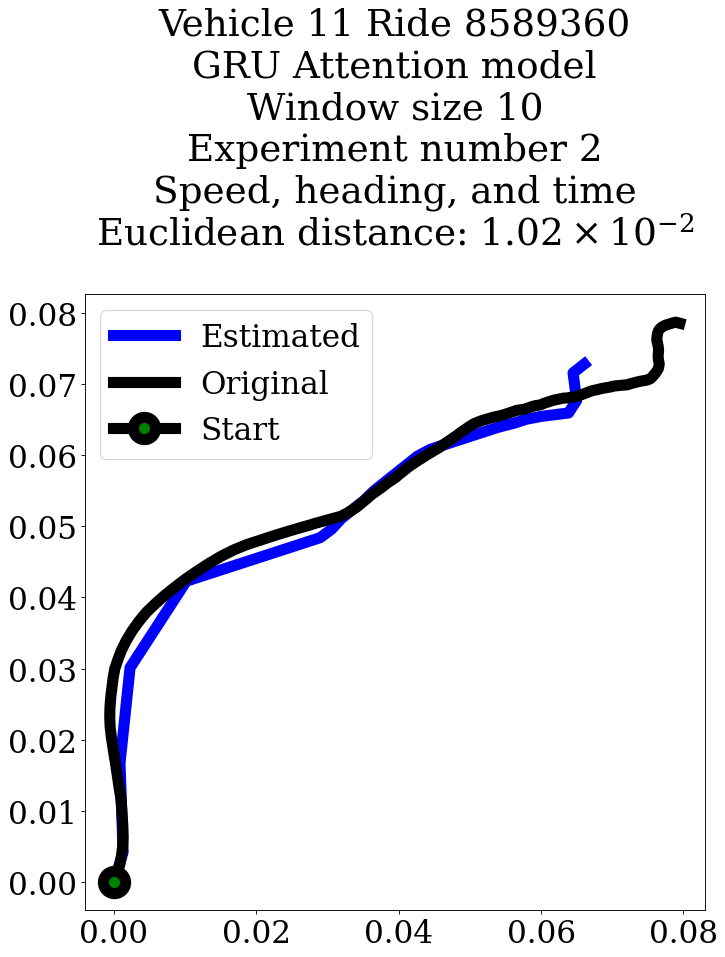 Vehicle 11 Ride 8589360
GRU Attention model
Window size 10
Experiment number 2
Speed, heading, and time
Euclidean distance: 1.02 × 10⁻²
Estimated
Original
Start
0.08
0.07
0.06
0.05
0.04
0.03
0.02
0.01
0.00
0.00 0.02 0.04 0.06 0.08